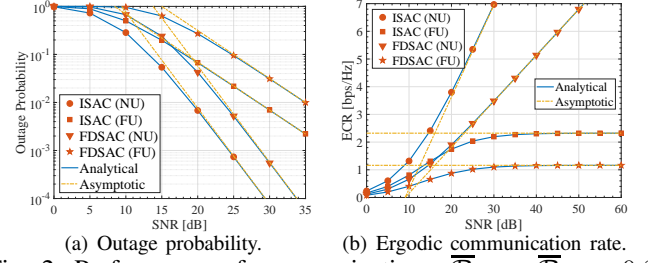 10⁰
10⁻¹
10⁻²
10⁻³
10⁻⁴
Outage Probability
ISAC (NU)
ISAC (FU)
FDSAC (NU)
FDSAC (FU)
Analytical
Asymptotic
0 5 10 15 20 25 30 35
SNR [dB]
(a) Outage probability.
7
6
5
4
3
2
1
0
ECR [bps/Hz]
ISAC (NU)
ISAC (FU)
FDSAC (NU)
FDSAC (FU)
Analytical
Asymptotic
0 10 20 30 40 50 60
SNR [dB]
(b) Ergodic communication rate.